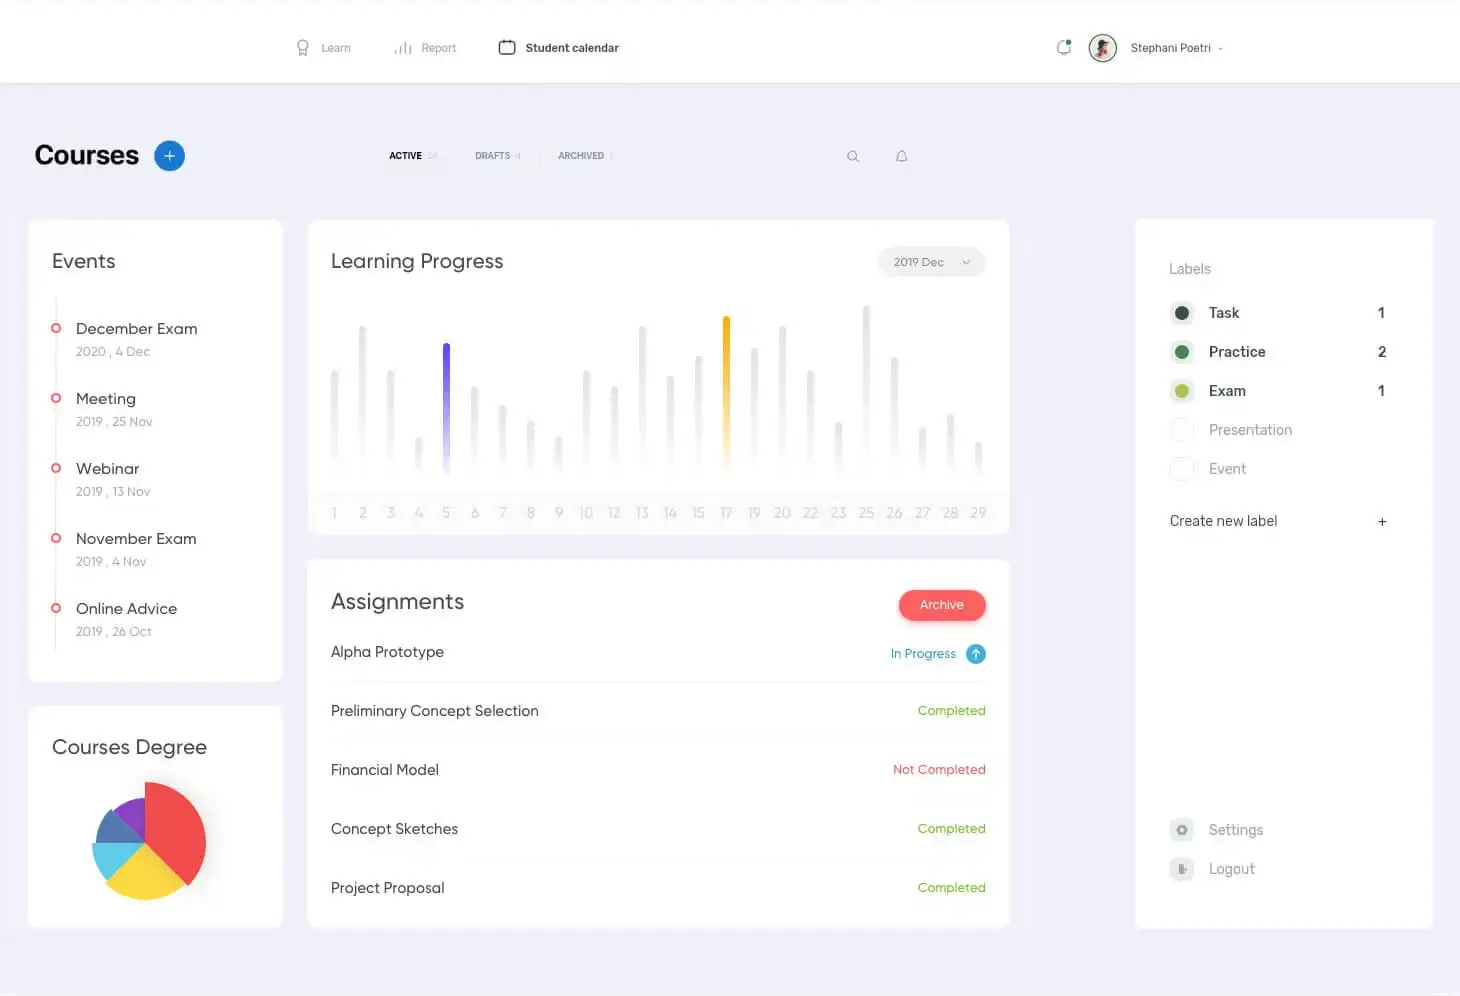 Learn
Report
Student calendar
Stephani Poetri
Courses
+
ACTIVE
DRAFTS 4
ARCHIVED
Events
December Exam
2020 , 4 Dec
Meeting
2019 , 25 Nov
Webinar
2019 , 13 Nov
November Exam
2019 , 4 Nov
Online Advice
2019 , 26 Oct
Courses Degree
Learning Progress
2019 Dec
1 2 3 4 5 6 7 8 9 10 12 13 14 15 17 19 20 22 23 25 26 27 28 29
Assignments
Archive
Alpha Prototype
In Progress
Preliminary Concept Selection
Completed
Financial Model
Not Completed
Concept Sketches
Completed
Project Proposal
Completed
Labels
Task 1
Practice 2
Exam 1
Presentation
Event
Create new label +
Settings
Logout